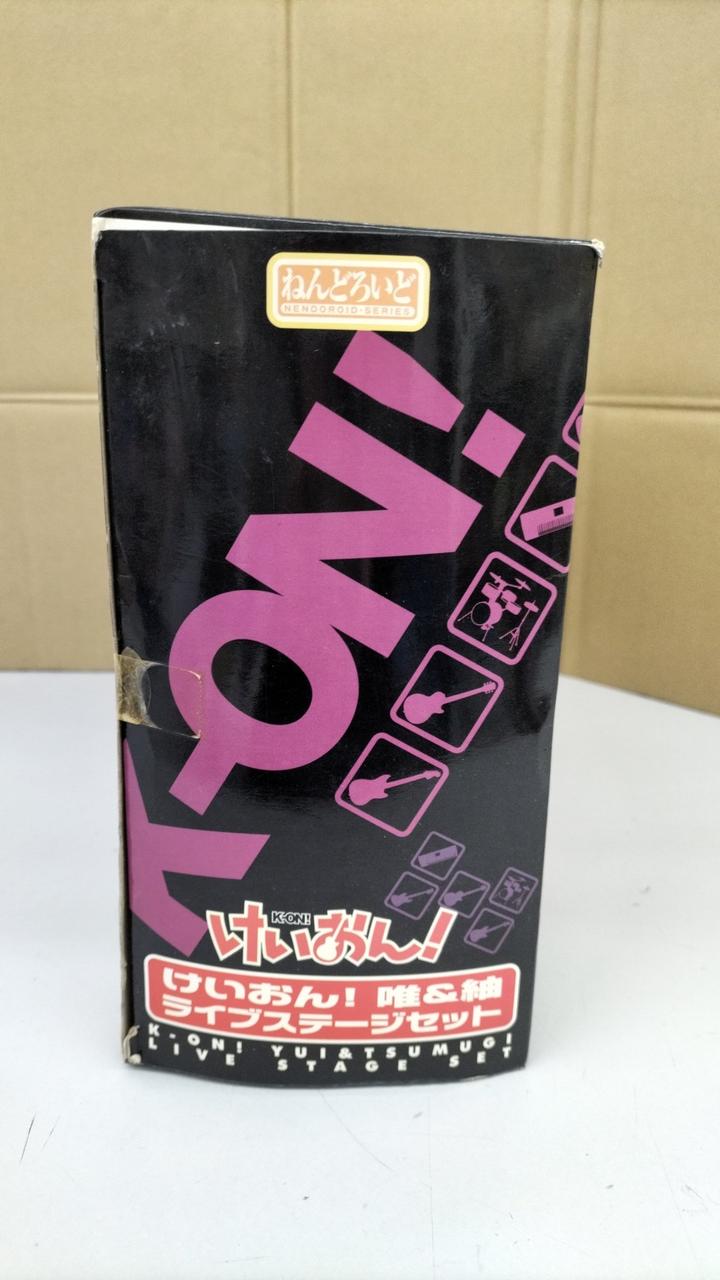 ねんどろいど
NENDOROID-SERIES
K-ON!
K-ON!
けいおん!
けいおん! 唯&紬
ライブステージセット
K-ON! YUI&TSUMUGI
LIVE STAGE SET